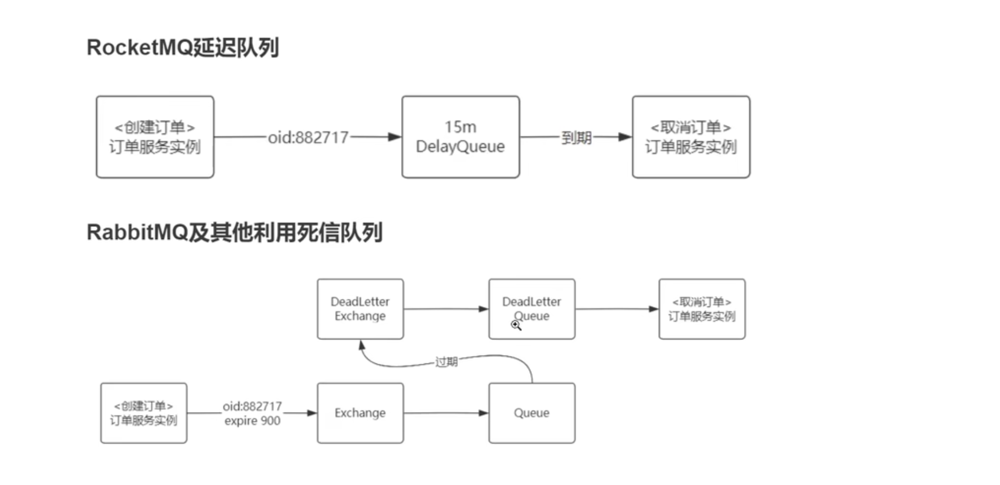 RocketMQ延迟队列
<创建订单>
订单服务实例
oid:882717
15m
DelayQueue
到期
<取消订单>
订单服务实例
RabbitMQ及其他利用死信队列
DeadLetter
Exchange
DeadLetter
Queue
<取消订单>
订单服务实例
过期
<创建订单>
订单服务实例
oid:882717
expire 900
Exchange
Queue